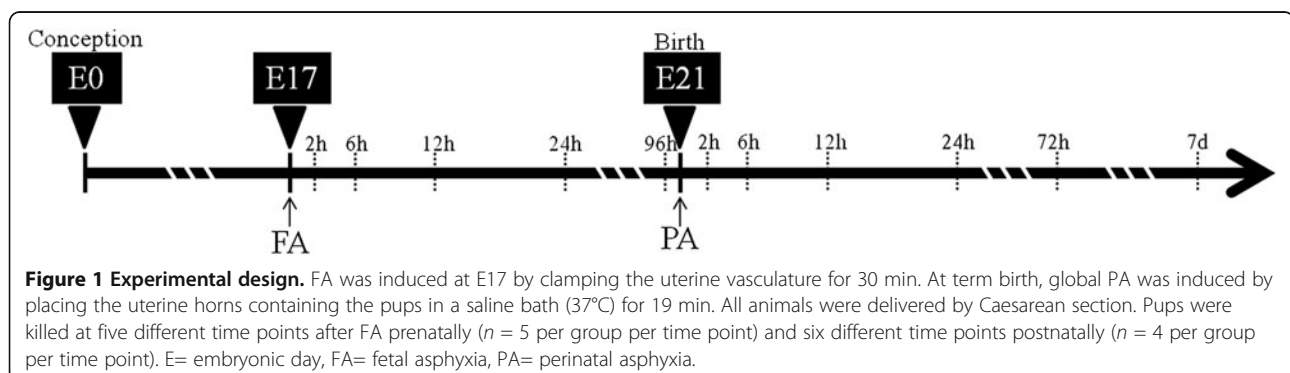 Conception Birth
E0 E17 E21
2h 6h 12h 24h 96h 2h 6h 12h 24h 72h 7d
FA PA
Figure 1 Experimental design. FA was induced at E17 by clamping the uterine vasculature for 30 min. At term birth, global PA was induced by
placing the uterine horns containing the pups in a saline bath (37°C) for 19 min. All animals were delivered by Caesarean section. Pups were
killed at five different time points after FA prenatally (n = 5 per group per time point) and six different time points postnatally (n = 4 per group
per time point). E= embryonic day, FA= fetal asphyxia, PA= perinatal asphyxia.